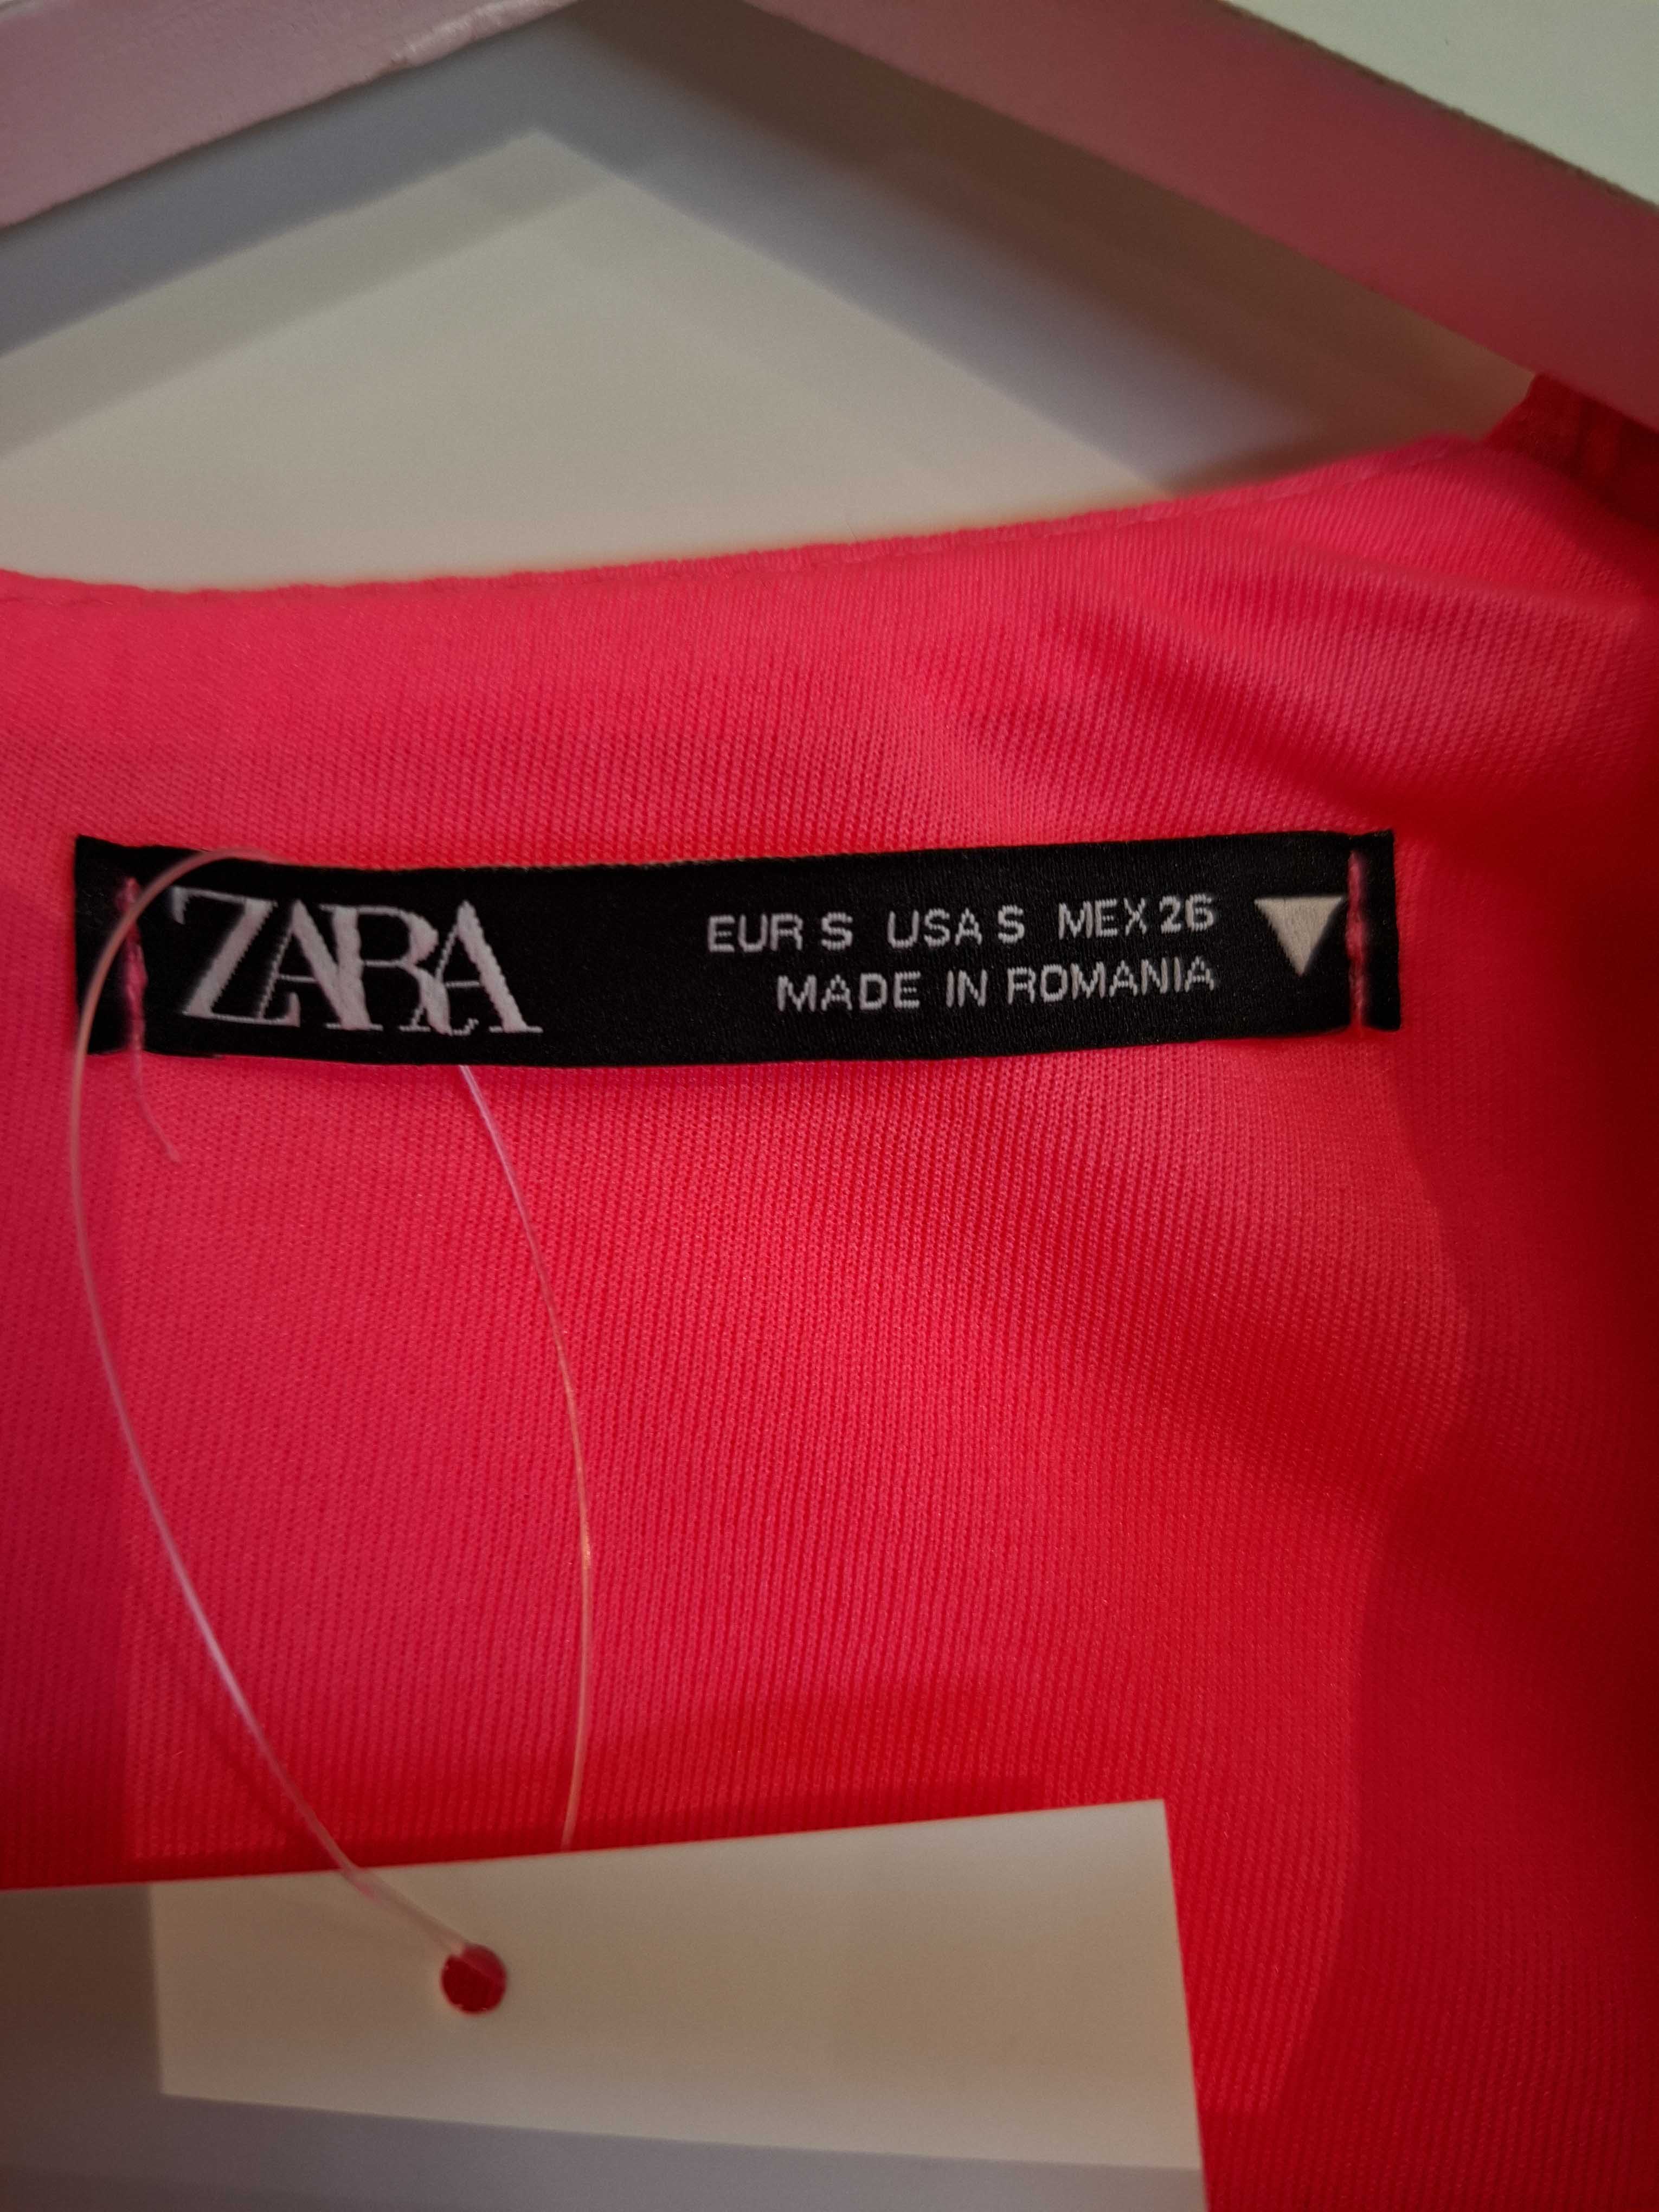 ZARA
EUR S USA S MEX 26
MADE IN ROMANIA